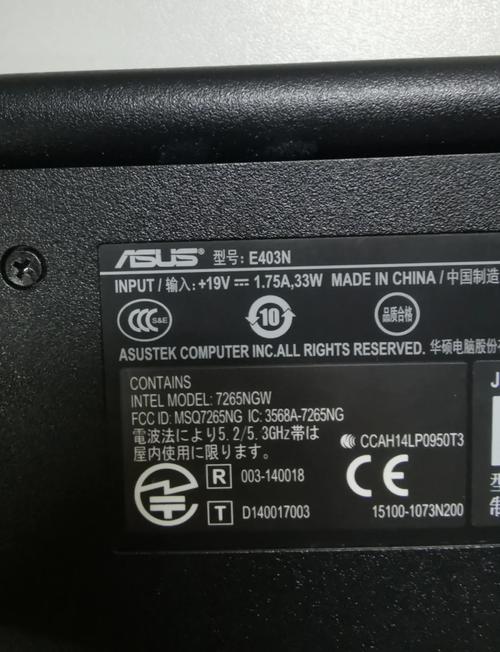 ASUS® 型号: E403N
INPUT / 输入: +19V ⎓ 1.75A,33W MADE IN CHINA / 中国制造
CCC S&E
10
品质合格
ASUSTEK COMPUTER INC.ALL RIGHTS RESERVED. 华硕电脑股份
CONTAINS
INTEL MODEL: 7265NGW
FCC ID: MSQ7265NG IC: 3568A-7265NG
電波法により5.2/5.3GHz帯は
屋内使用に限ります。
CCAH14LP0950T3
R 003-140018
CE
T D140017003
15100-1073N200
J
型
制